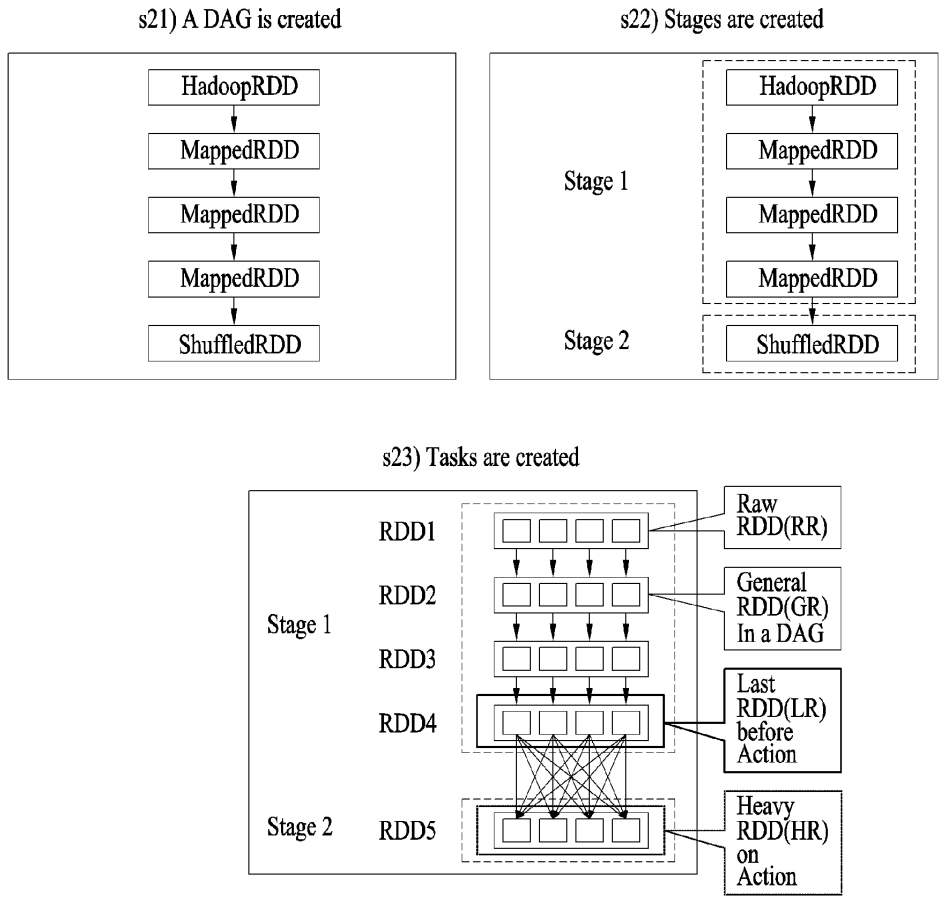 s21) A DAG is created
HadoopRDD
MappedRDD
MappedRDD
MappedRDD
ShuffledRDD
s22) Stages are created
Stage 1
HadoopRDD
MappedRDD
MappedRDD
MappedRDD
Stage 2
ShuffledRDD
s23) Tasks are created
Stage 1
RDD1
Raw
RDD(RR)
RDD2
General
RDD(GR)
In a DAG
RDD3
RDD4
Last
RDD(LR)
before
Action
Stage 2
RDD5
Heavy
RDD(HR)
on
Action